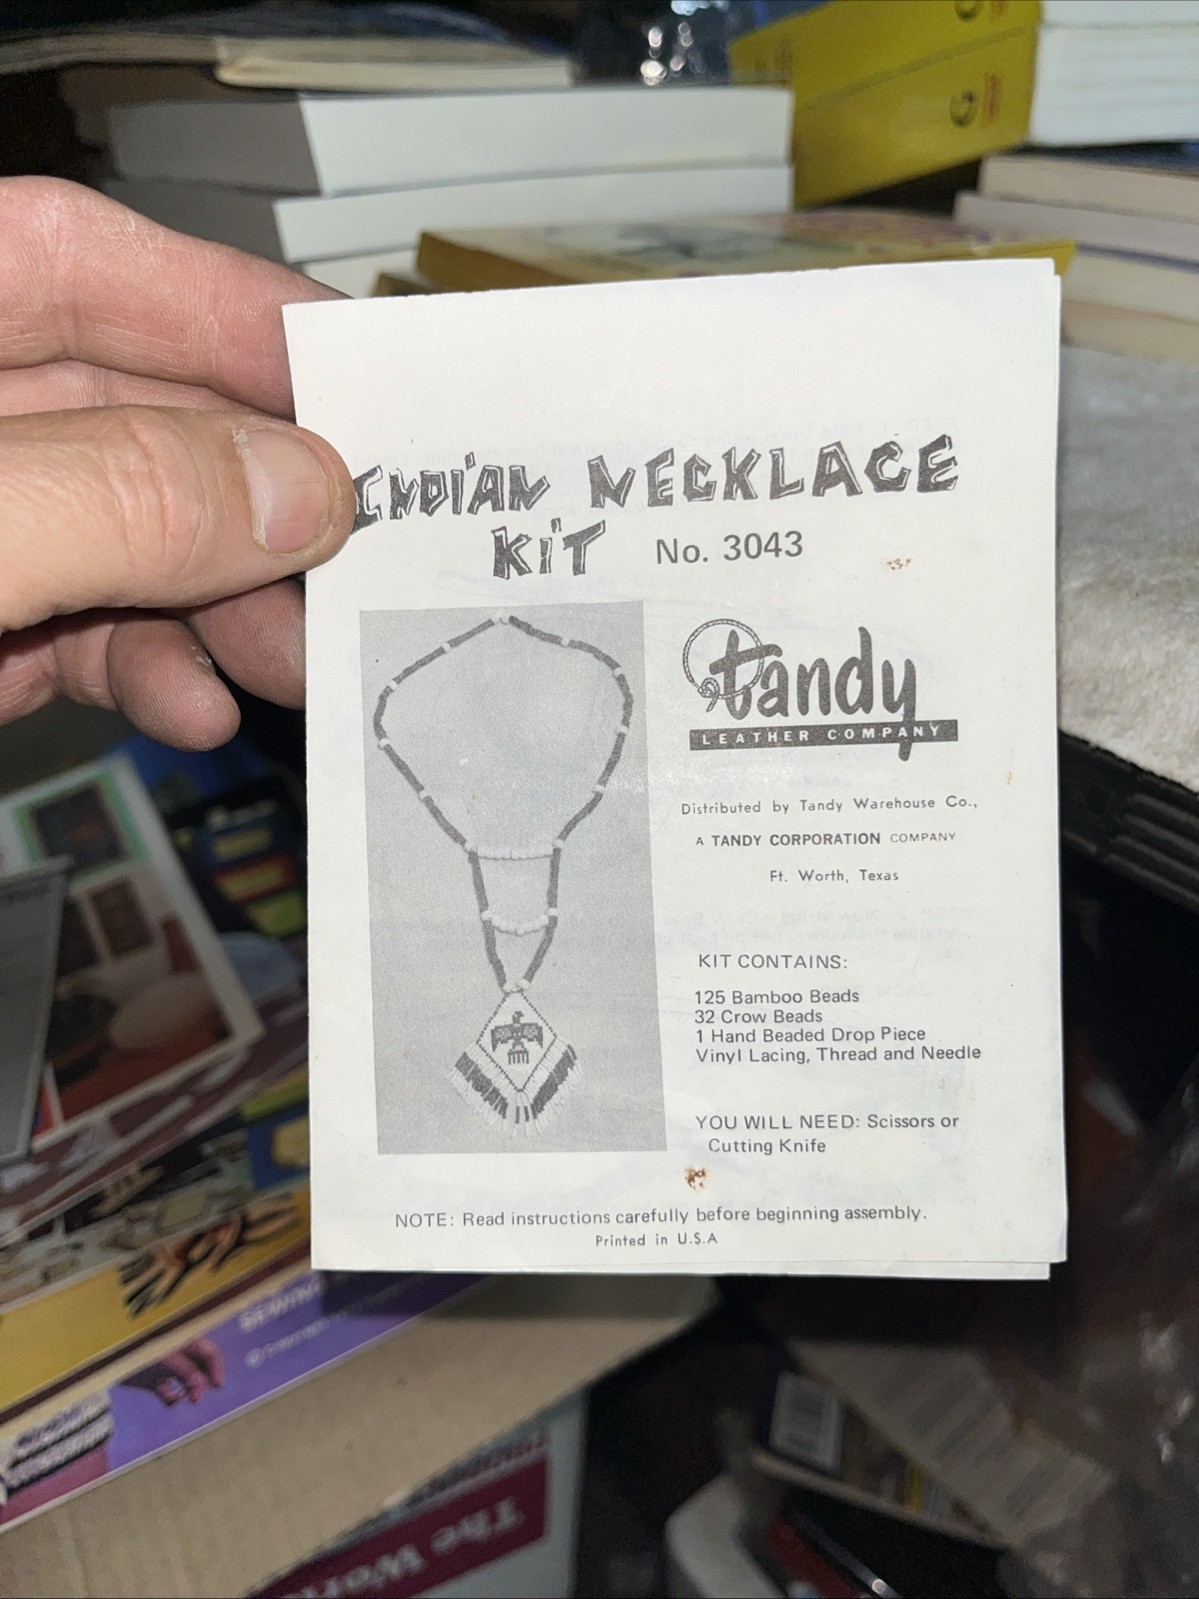 INDIAN NECKLACE
KIT No. 3043
tandy
LEATHER COMPANY
Distributed by Tandy Warehouse Co.,
A TANDY CORPORATION COMPANY
Ft. Worth, Texas
KIT CONTAINS:
125 Bamboo Beads
32 Crow Beads
1 Hand Beaded Drop Piece
Vinyl Lacing, Thread and Needle
YOU WILL NEED: Scissors or
Cutting Knife
NOTE: Read instructions carefully before beginning assembly.
Printed in U.S.A
SEWING
The